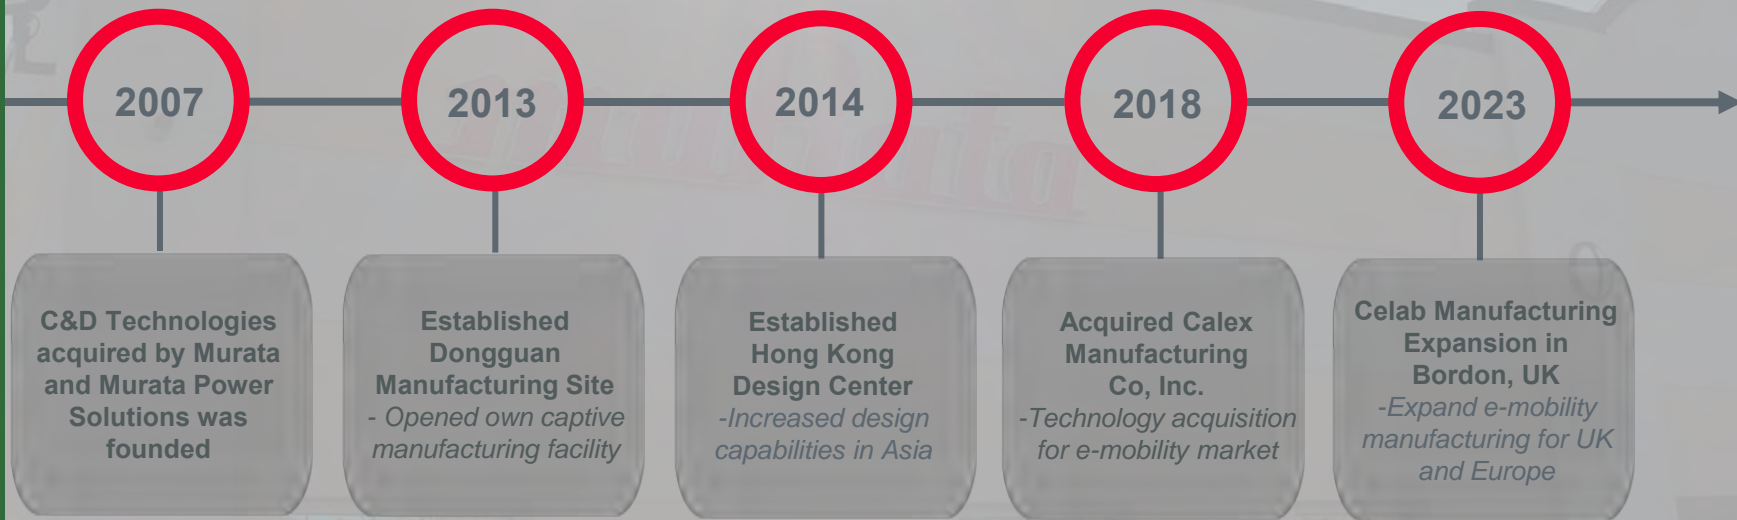 2007
2013
2014
2018
2023
muRata
C&D Technologies
acquired by Murata
and Murata Power
Solutions was
founded
Established
Dongguan
Manufacturing Site
- Opened own captive
manufacturing facility
Established
Hong Kong
Design Center
-Increased design
capabilities in Asia
Acquired Calex
Manufacturing
Co, Inc.
-Technology acquisition
for e-mobility market
Celab Manufacturing
Expansion in
Bordon, UK
-Expand e-mobility
manufacturing for UK
and Europe